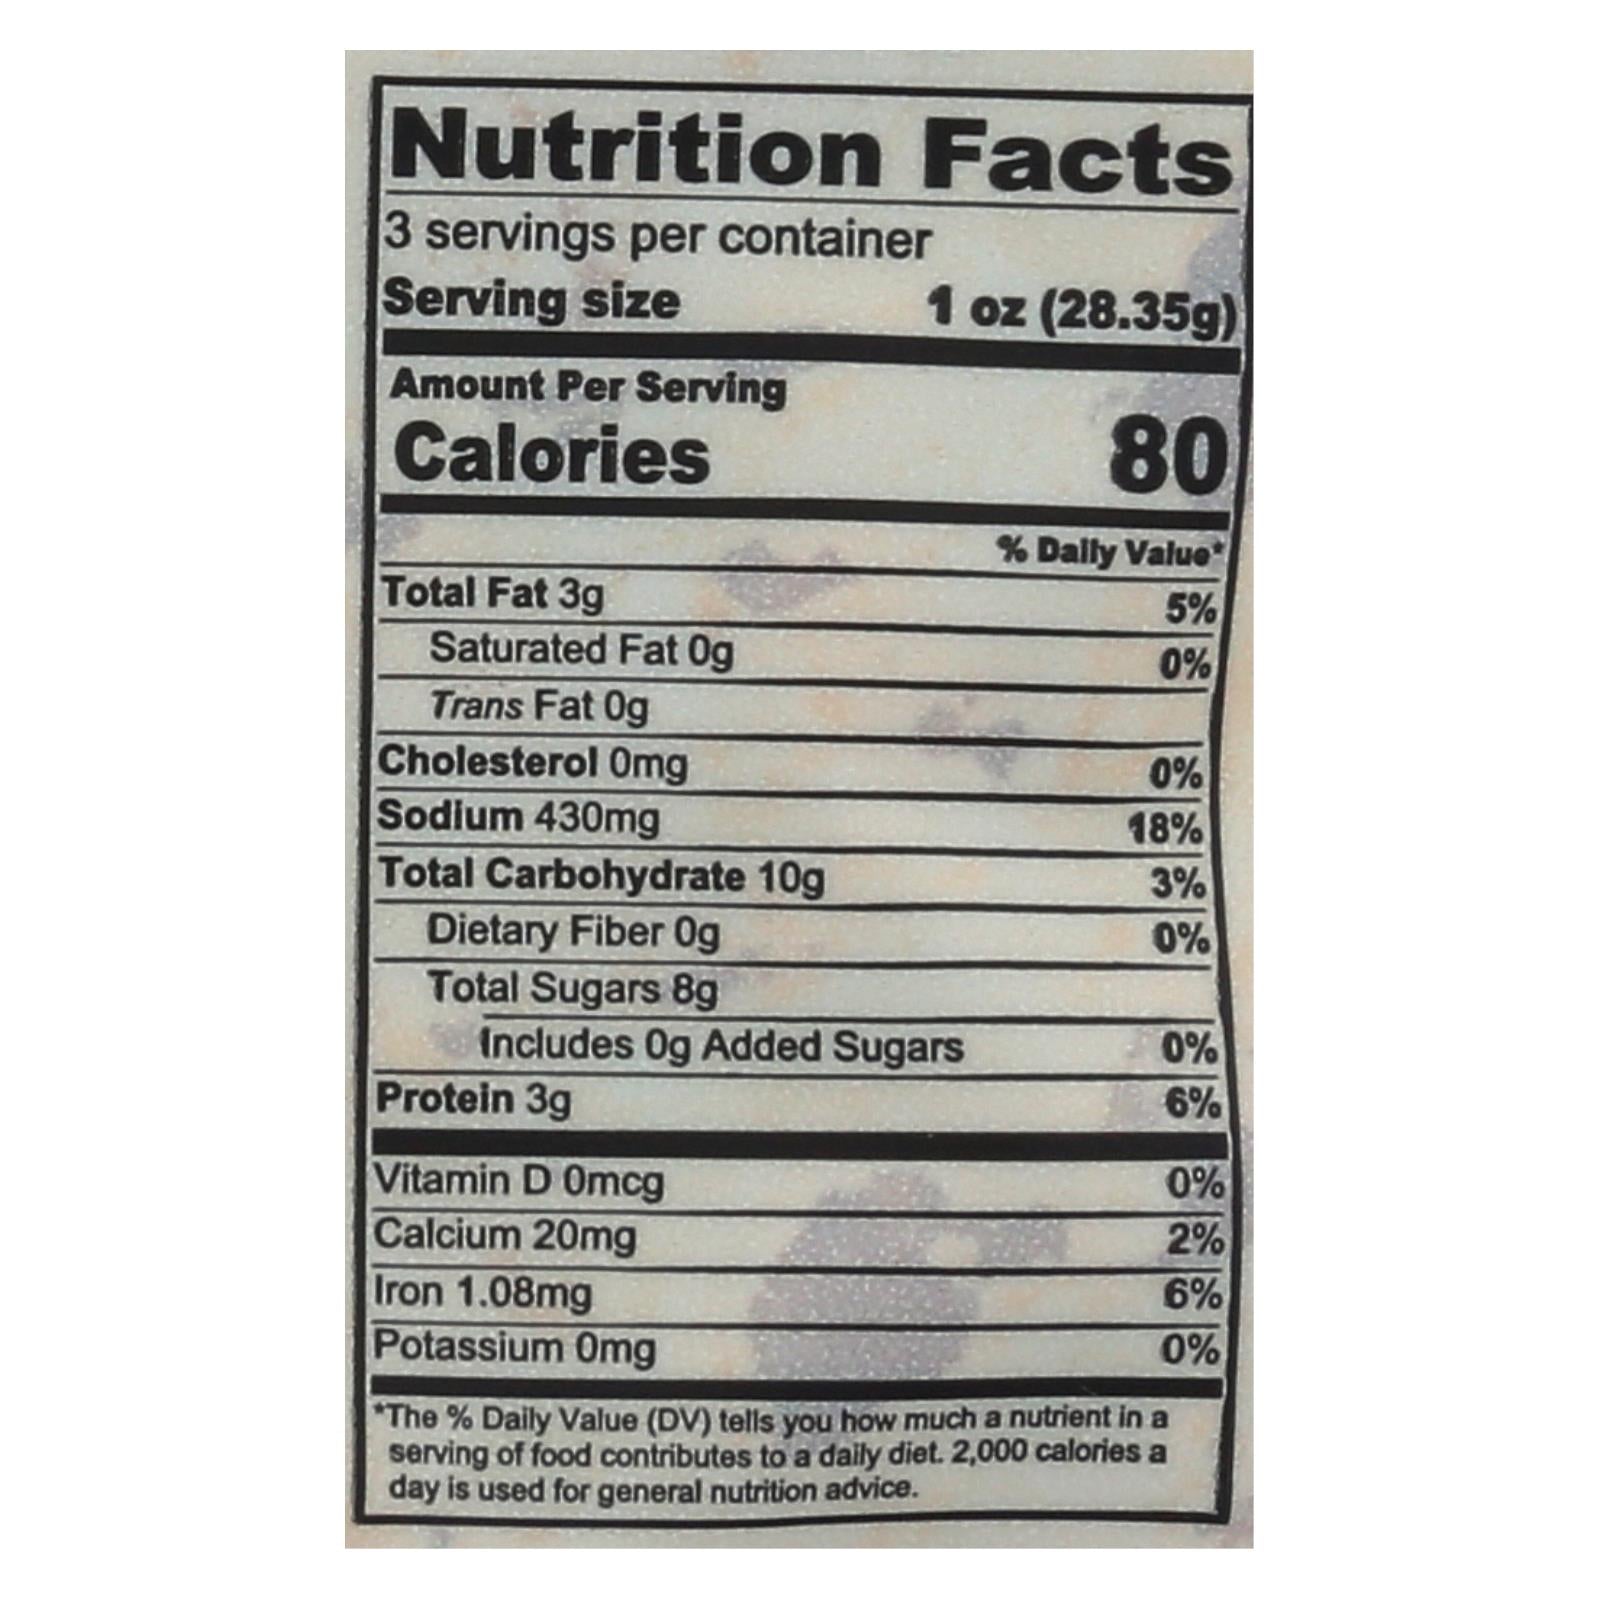 Nutrition Facts
3 servings per container
Serving size 1 oz (28.35g)
Amount Per Serving
Calories 80
% Daily Value*
Total Fat 3g 5%
Saturated Fat 0g 0%
Trans Fat 0g
Cholesterol 0mg 0%
Sodium 430mg 18%
Total Carbohydrate 10g 3%
Dietary Fiber 0g 0%
Total Sugars 8g
Includes 0g Added Sugars 0%
Protein 3g 6%
Vitamin D 0mcg 0%
Calcium 20mg 2%
Iron 1.08mg 6%
Potassium 0mg 0%
*The % Daily Value (DV) tells you how much a nutrient in a
serving of food contributes to a daily diet. 2,000 calories a
day is used for general nutrition advice.